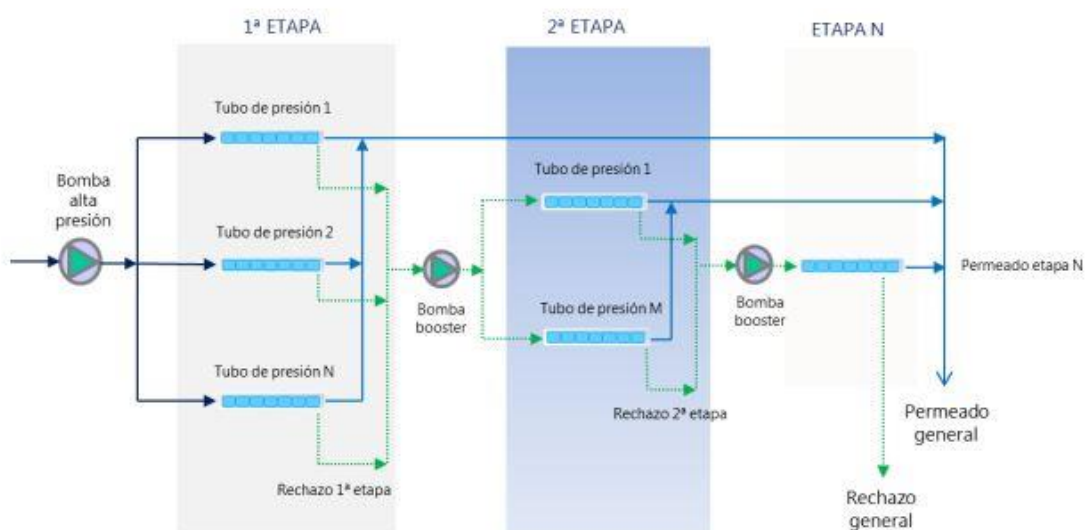 1ª ETAPA
2ª ETAPA
ETAPA N
Tubo de presión 1
Tubo de presión 1
Bomba
alta
presión
Tubo de presión 2
Permeado etapa N
Bomba
booster
Tubo de presión M
Bomba
booster
Tubo de presión N
Rechazo 2ª etapa
Permeado
general
Rechazo 1ª etapa
Rechazo
general